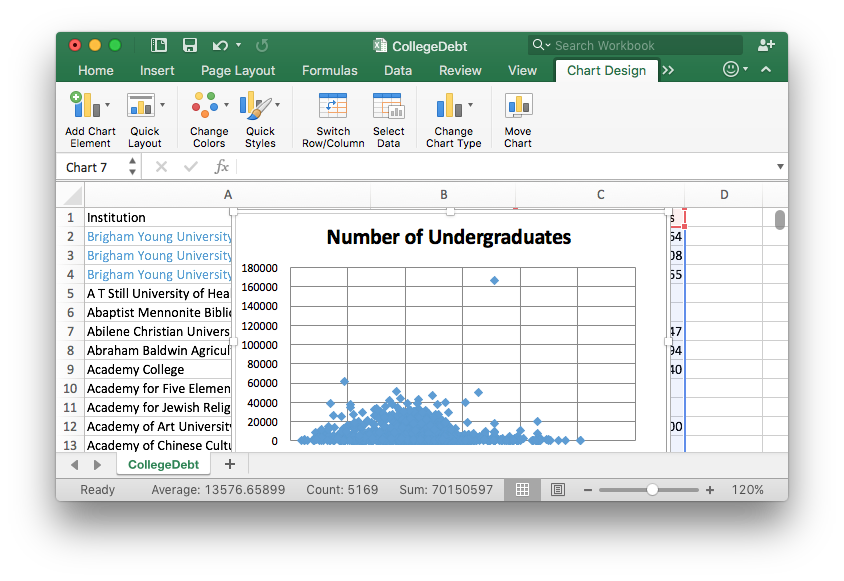 CollegeDebt
Search Workbook
Home Insert Page Layout Formulas Data Review View Chart Design
Add Chart Element
Quick Layout
Change Colors
Quick Styles
Switch Row/Column
Select Data
Change Chart Type
Move Chart
Chart 7 fx
A B C D
1 Institution s
2 Brigham Young University 54
3 Brigham Young University 08
4 Brigham Young University 55
5 A T Still University of Hea
6 Abaptist Mennonite Biblic
7 Abilene Christian Univers 47
8 Abraham Baldwin Agricul 94
9 Academy College 40
10 Academy for Five Elemen
11 Academy for Jewish Relig
12 Academy of Art University 00
13 Academy of Chinese Cultu
Number of Undergraduates
180000
160000
140000
120000
100000
80000
60000
40000
20000
0
CollegeDebt +
Ready Average: 13576.65899 Count: 5169 Sum: 70150597 − + 120%